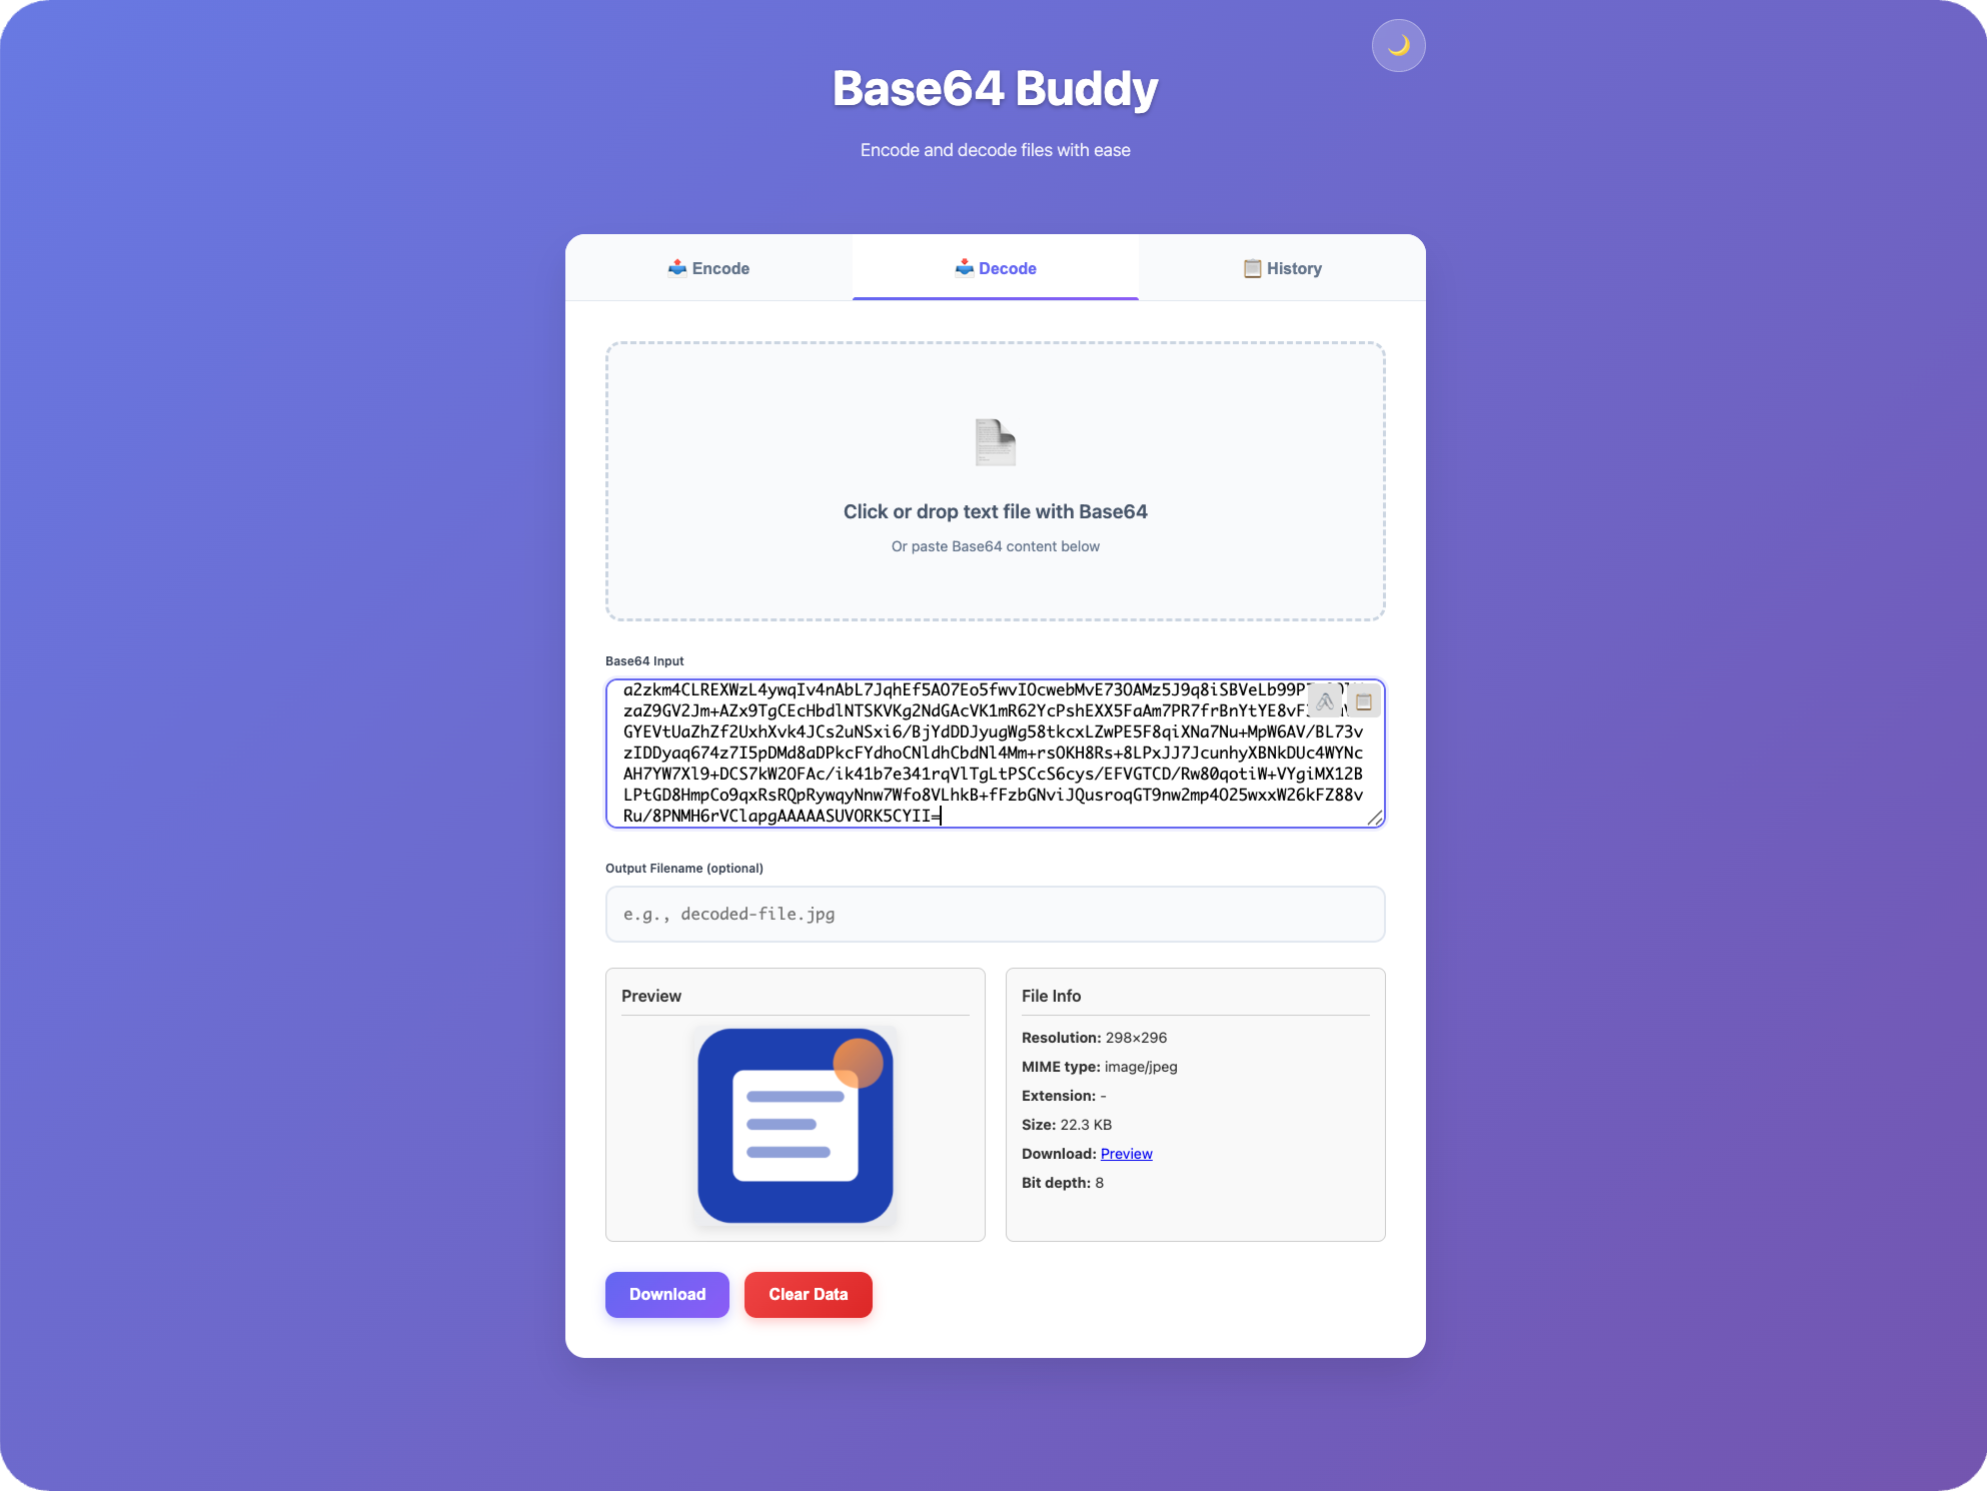 Base64 Buddy
Encode and decode files with ease
Encode
Decode
History
Click or drop text file with Base64
Or paste Base64 content below
Base64 Input
a2zkm4CLREXWzL4ywqIv4nAbL7JqhEf5AO7Eo5fwvIOcwebMvE73OAMz5J9q8iSBVeLb99P
zaZ9GV2Jm+AZx9TgCEcHbdlNTSKVKg2NdGAcVK1mR62YcPshEXX5FaAm7PR7frBnYtYE8vF
GYEVtUaZhZf2UxhXvk4JCs2uNSxi6/BjYdDDJyugWg58tkcxLZwPE5F8qiXNa7Nu+MpW6AV/BL73v
zIDDyaq674z7I5pDMd8aDPkcFYdhoCNldhCbdNl4Mm+rsOKH8Rs+8LPxJJ7JcunhyXBNkDUc4WYNc
AH7YW7Xl9+DCS7kW2OFAc/ik41b7e341rqVlTgLtPSCcS6cys/EFVGTCD/Rw80qotiW+VYgiMX12B
LPtGD8HmpCo9qxRsRQpRywqyNnw7Wfo8VLhkB+fFzbGNviJQusroqGT9nw2mp4O25wxxW26kFZ88v
Ru/8PNMH6rVClapgAAAAASUVORK5CYII=
Output Filename (optional)
e.g., decoded-file.jpg
Preview
File Info
Resolution: 298×296
MIME type: image/jpeg
Extension: -
Size: 22.3 KB
Download: Preview
Bit depth: 8
Download
Clear Data